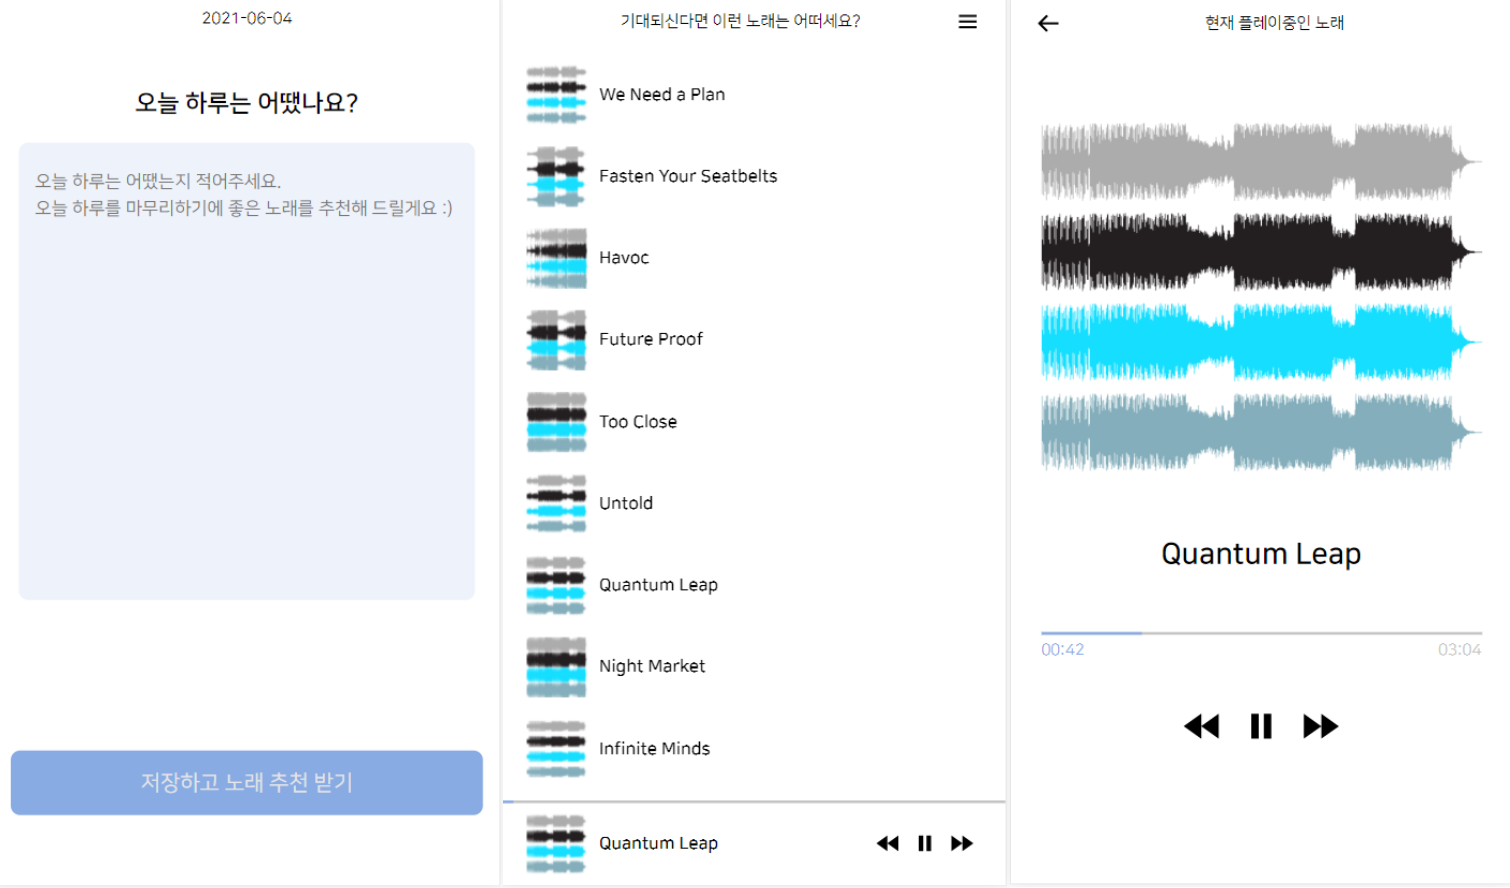 2021-06-04
오늘 하루는 어땠나요?
오늘 하루는 어땠는지 적어주세요.
오늘 하루를 마무리하기에 좋은 노래를 추천해 드릴게요 :)
저장하고 노래 추천 받기
기대되신다면 이런 노래는 어떠세요?
We Need a Plan
Fasten Your Seatbelts
Havoc
Future Proof
Too Close
Untold
Quantum Leap
Night Market
Infinite Minds
Quantum Leap
현재 플레이중인 노래
Quantum Leap
00:42
03:04